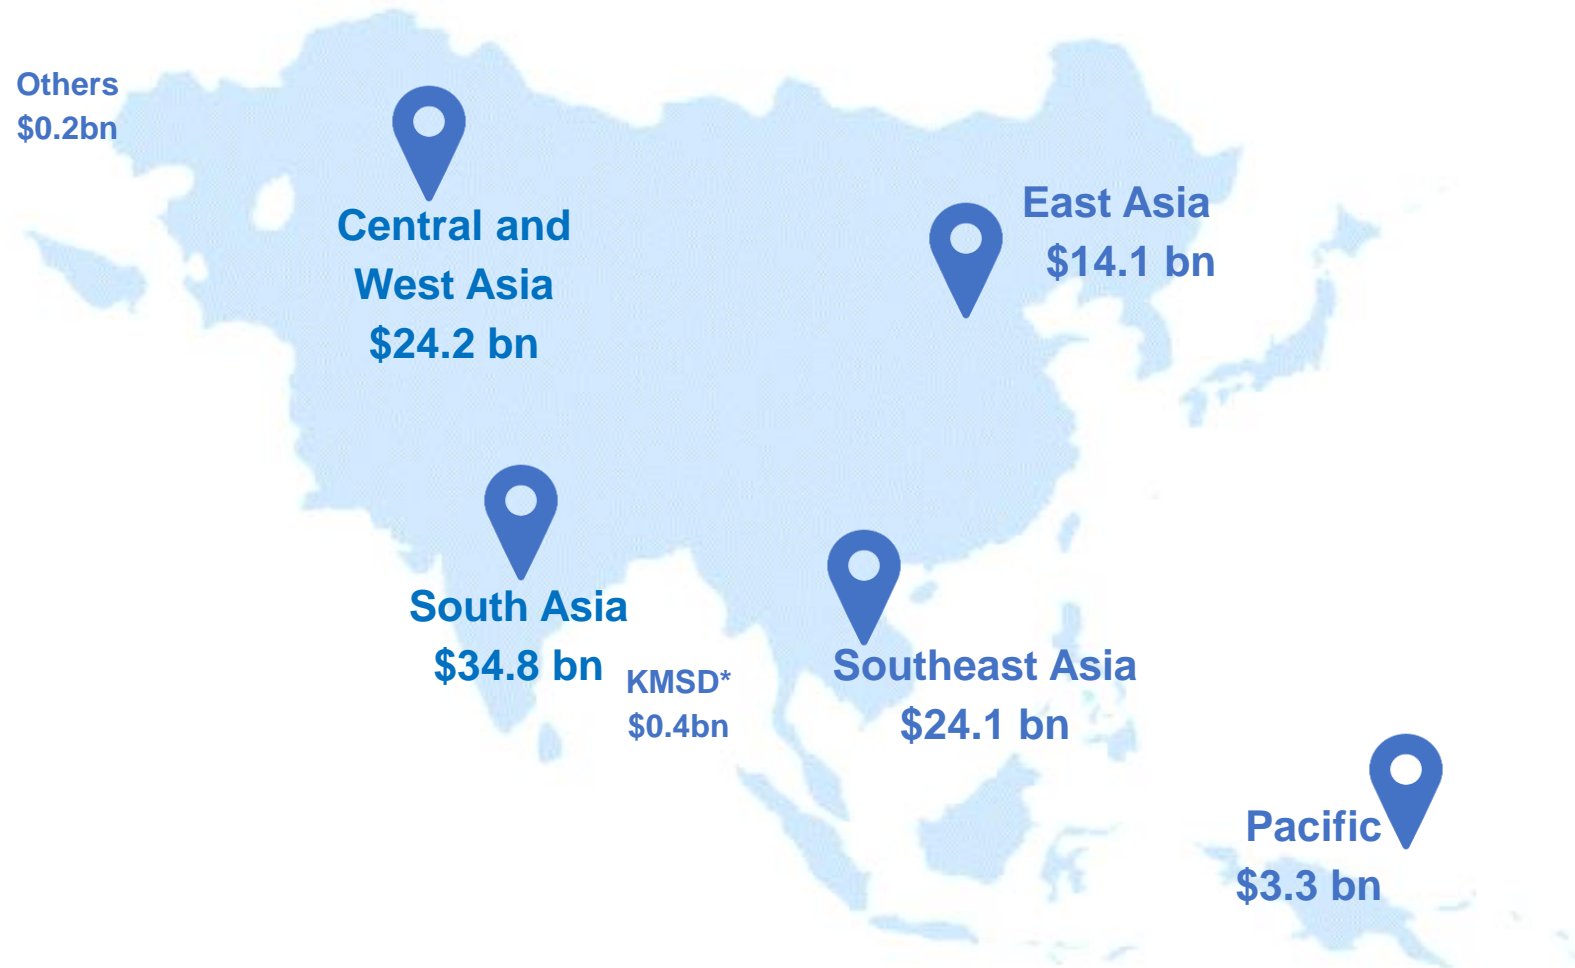 Others
$0.2bn
Central and
West Asia
$24.2 bn
East Asia
$14.1 bn
South Asia
$34.8 bn
KMSD*
$0.4bn
Southeast Asia
$24.1 bn
Pacific
$3.3 bn